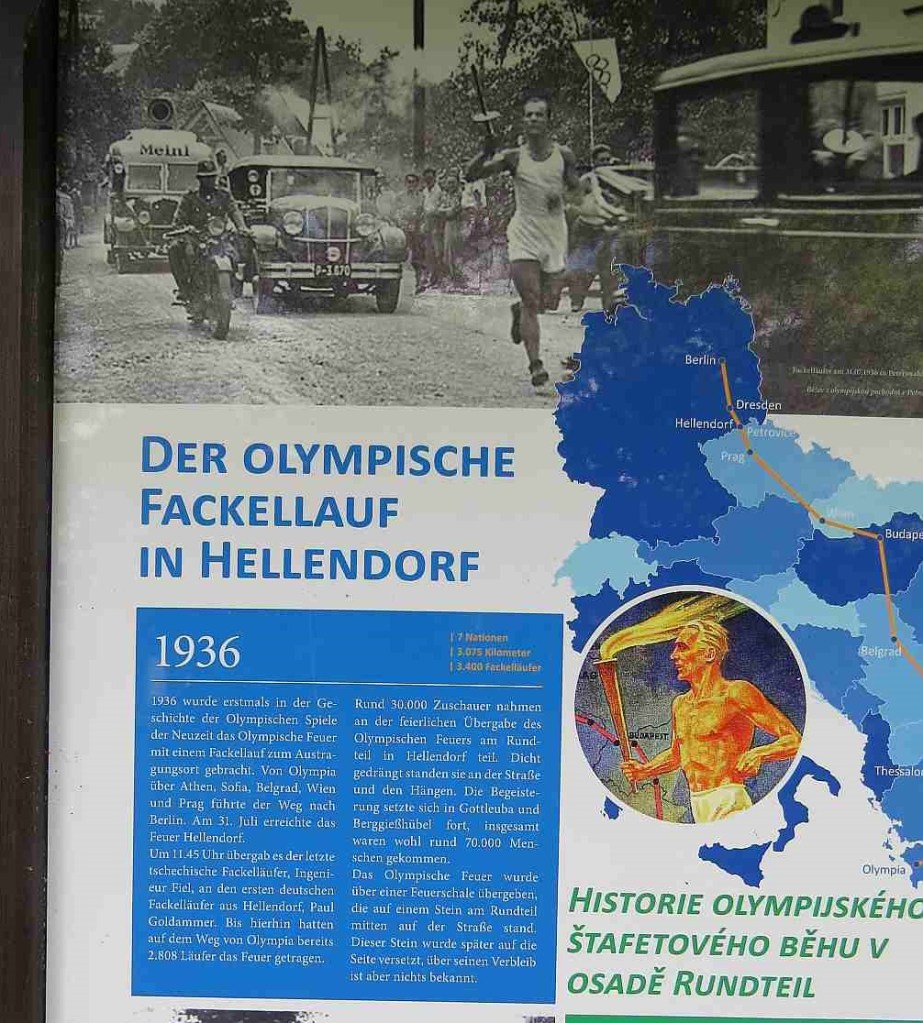 Meinl
P-3.670
Berlin
Dresden
Hellendorf
Petrovice
Prag
Wien
Budape
Belgrad
Thessalo
Olympia
BUDAPEST
DER OLYMPISCHE
FACKELLAUF
IN HELLENDORF
1936
| 7 Nationen
| 3.075 Kilometer
| 3.400 Fackelläufer
1936 wurde erstmals in der Ge-
schichte der Olympischen Spiele
der Neuzeit das Olympische Feuer
mit einem Fackellauf zum Austra-
gungsort gebracht. Von Olympia
über Athen, Sofia, Belgrad, Wien
und Prag führte der Weg nach
Berlin. Am 31. Juli erreichte das
Feuer Hellendorf.
Um 11.45 Uhr übergab es der letzte
tschechische Fackelläufer, Ingeni-
eur Fiel, an den ersten deutschen
Fackelläufer aus Hellendorf, Paul
Goldammer. Bis hierhin hatten
auf dem Weg von Olympia bereits
2.808 Läufer das Feuer getragen.
Rund 30.000 Zuschauer nahmen
an der feierlichen Übergabe des
Olympischen Feuers am Rund-
teil in Hellendorf teil. Dicht
gedrängt standen sie an der Straße
und den Hängen. Die Begeiste-
rung setzte sich in Gottleuba und
Berggießhübel fort, insgesamt
waren wohl rund 70.000 Men-
schen gekommen.
Das Olympische Feuer wurde
über einer Feuerschale übergeben,
die auf einem Stein am Rundteil
mitten auf der Straße stand.
Dieser Stein wurde später auf die
Seite versetzt, über seinen Verbleib
ist aber nichts bekannt.
HISTORIE OLYMPIJSKÉHO
ŠTAFETOVÉHO BĚHU V
OSADĚ RUNDTEIL